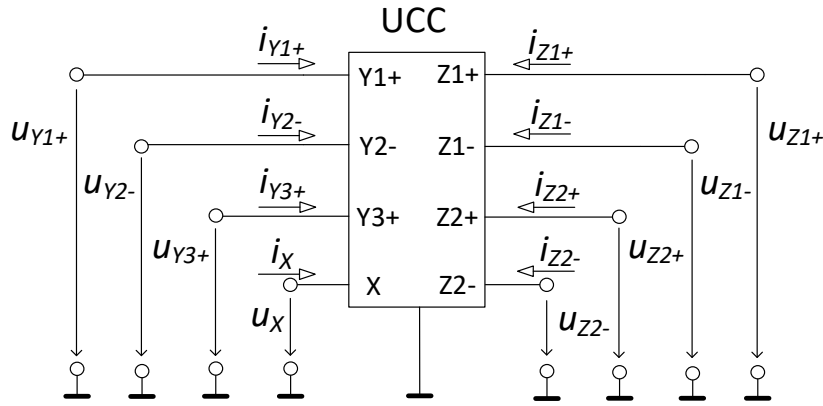 UCC
iY1+ iZ1+
Y1+ Z1+
uY1+ iY2- iZ1- uZ1+
Y2- Z1-
uY2- iY3+ iZ2+ uZ1-
Y3+ Z2+
uY3+ iX iZ2- uZ2+
X Z2-
uX uZ2-